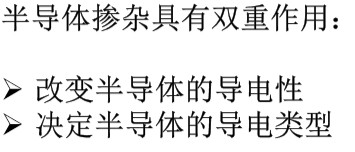 半导体掺杂具有双重作用：
➢ 改变半导体的导电性
➢ 决定半导体的导电类型